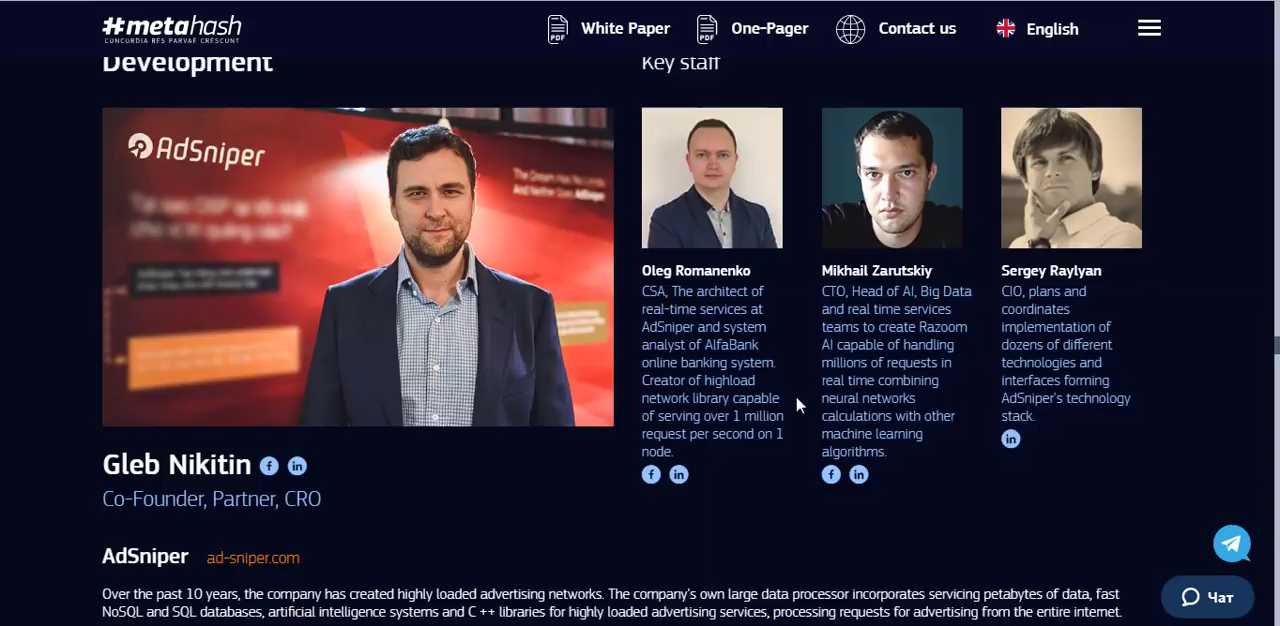 #metahash
CONCORDIA RES PARVAE CRESCUNT
PDF
White Paper
PDF
One-Pager
Contact us
English
Development
Key staff
AdSniper
Gleb Nikitin
Co-Founder, Partner, CRO
Oleg Romanenko
CSA, The architect of
real-time services at
AdSniper and system
analyst of AlfaBank
online banking system.
Creator of highload
network library capable
of serving over 1 million
request per second on 1
node.
Mikhail Zarutskiy
CTO, Head of AI, Big Data
and real time services
teams to create Razoom
AI capable of handling
millions of requests in
real time combining
neural networks
calculations with other
machine learning
algorithms.
Sergey Raylyan
CIO, plans and
coordinates
implementation of
dozens of different
technologies and
interfaces forming
AdSniper's technology
stack.
AdSniper ad-sniper.com
Over the past 10 years, the company has created highly loaded advertising networks. The company's own large data processor incorporates servicing petabytes of data, fast
NoSQL and SQL databases, artificial intelligence systems and C ++ libraries for highly loaded advertising services, processing requests for advertising from the entire internet.
Чат